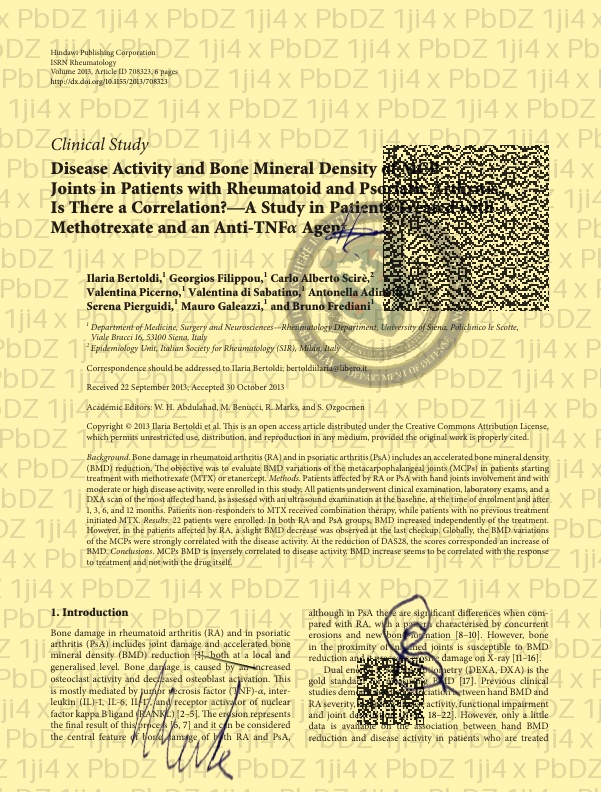 Hindawi Publishing Corporation
ISRN Rheumatology
Volume 2013, Article ID 708323, 6 pages
http://dx.doi.org/10.1155/2013/708323
Clinical Study
Disease Activity and Bone Mineral Density of MCP
Joints in Patients with Rheumatoid and Psoriatic Arthritis:
Is There a Correlation?—A Study in Patients Treated with
Methotrexate and an Anti-TNFα Agent
Ilaria Bertoldi,1 Georgios Filippou,1 Carlo Alberto Scirè,2
Valentina Picerno,1 Valentina di Sabatino,1 Antonella
Serena Pierguidi,1 Mauro Galeazzi,1 and Bruno Frediani1
1 Department of Medicine, Surgery and Neurosciences—Rheumatology Department, University of Siena, Policlinico le Scotte,
Viale Bracci 16, 53100 Siena, Italy
2 Epidemiology Unit, Italian Society for Rheumatology (SIR), Milan, Italy
Correspondence should be addressed to Ilaria Bertoldi; bertoldiilaria@libero.it
Received 22 September 2013; Accepted 30 October 2013
Academic Editors: W. H. Abdulahad, M. Benucci, R. Marks, and S. Ozgocmen
Copyright © 2013 Ilaria Bertoldi et al. This is an open access article distributed under the Creative Commons Attribution License,
which permits unrestricted use, distribution, and reproduction in any medium, provided the original work is properly cited.
Background. Bone damage in rheumatoid arthritis (RA) and in psoriatic arthritis (PsA) includes an accelerated bone mineral density
(BMD) reduction. The objective was to evaluate BMD variations of the metacarpophalangeal joints (MCPs) in patients starting
treatment with methotrexate (MTX) or etanercept. Methods. Patients affected by RA or PsA with hand joints involvement and with
moderate or high disease activity, were enrolled in this study. All patients underwent clinical examination, laboratory exams, and a
DXA scan of the most affected hand, as assessed with an ultrasound examination at the baseline, at the time of enrolment and after
1, 3, 6, and 12 months. Patients non-responders to MTX received combination therapy, while patients with no previous treatment
initiated MTX. Results. 22 patients were enrolled. In both RA and PsA groups, BMD increased independently of the treatment.
However, in the patients affected by RA, a slight BMD decrease was observed at the last checkup. Globally, the BMD variations
of the MCPs were strongly correlated with the disease activity. At the reduction of DAS28, the scores corresponded an increase of
BMD. Conclusions. MCPs BMD is inversely correlated to disease activity. BMD increase seems to be correlated with the response
to treatment and not with the drug itself.
1. Introduction
Bone damage in rheumatoid arthritis (RA) and in psoriatic
arthritis (PsA) includes joint damage and accelerated bone
mineral density (BMD) reduction [1], both at a local and
generalised level. Bone damage is caused by an increased
osteoclast activity and decreased osteoblast activation. This
is mostly mediated by tumor necrosis factor (TNF)-α, inter-
leukin (IL)-1, IL-6, IL-17 and receptor activator of nuclear
factor kappa B ligand (RANKL) [2–5]. The erosion represents
the final result of this process [6, 7] and it can be considered
the central feature of bone damage of both RA and PsA,
although in PsA there are significant differences when com-
pared with RA, with a pattern characterised by concurrent
erosions and new formation [8–10]. However, bone
in the proximity of joints is susceptible to BMD
reduction and damage on X-ray [11–16].
Dual (DEXA, DXA) is the
gold standard BMD [17]. Previous clinical
studies association between hand BMD and
RA severity, activity, functional impairment
and joint 18–22]. However, only a little
data is available on the association between hand BMD
reduction and disease activity in patients who are treated
1ji4 x PbDZ
DEPARTMENT OF DEFENSE